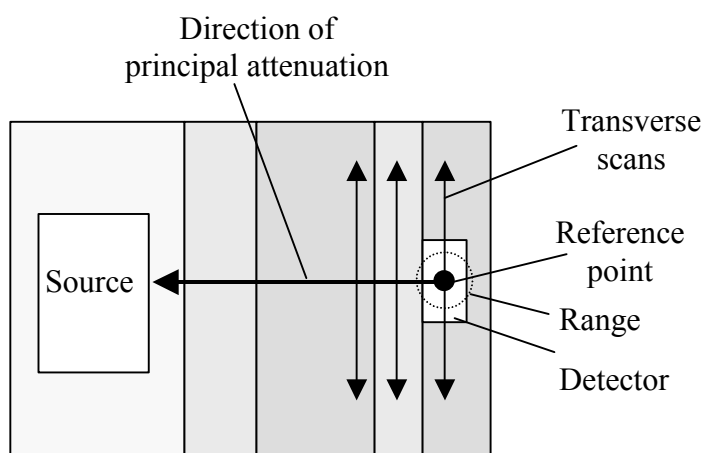 Direction of
principal attenuation
Transverse
scans
Source
Reference
point
Range
Detector